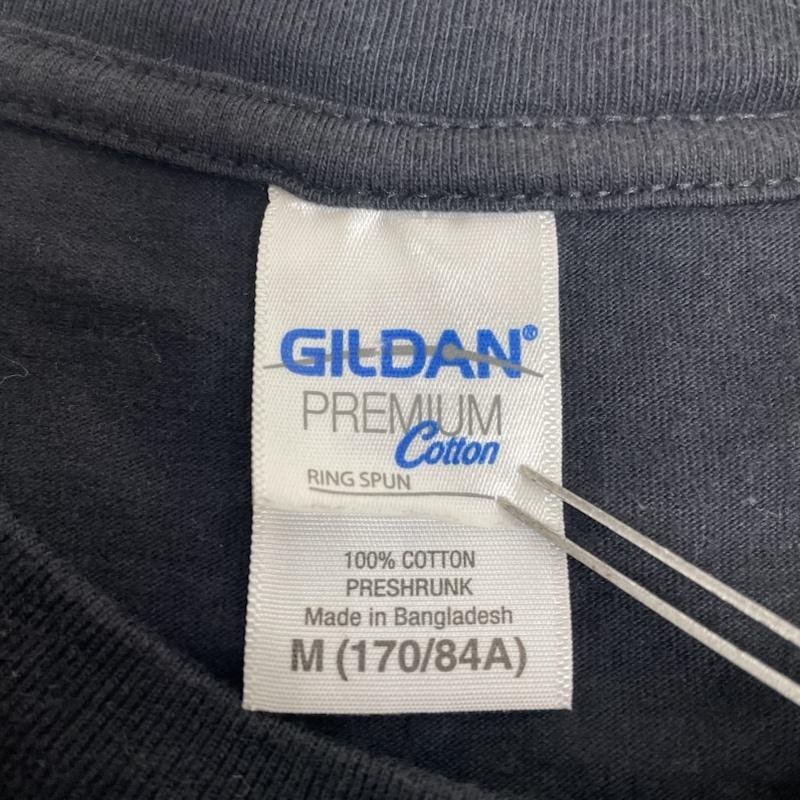 GILDAN®
PREMIUM
Cotton
RING SPUN
100% COTTON
PRESHRUNK
Made in Bangladesh
M (170/84A)